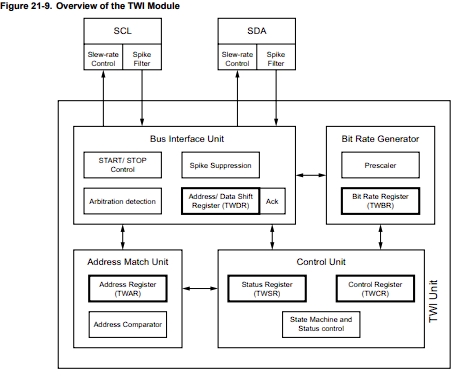 Figure 21-9. Overview of the TWI Module
SCL
Slew-rate
Control
Spike
Filter
SDA
Slew-rate
Control
Spike
Filter
Bus Interface Unit
START/ STOP
Control
Spike Suppression
Arbitration detection
Address/ Data Shift
Register (TWDR)
Ack
Bit Rate Generator
Prescaler
Bit Rate Register
(TWBR)
Address Match Unit
Address Register
(TWAR)
Address Comparator
Control Unit
Status Register
(TWSR)
Control Register
(TWCR)
State Machine and
Status control
TWI Unit